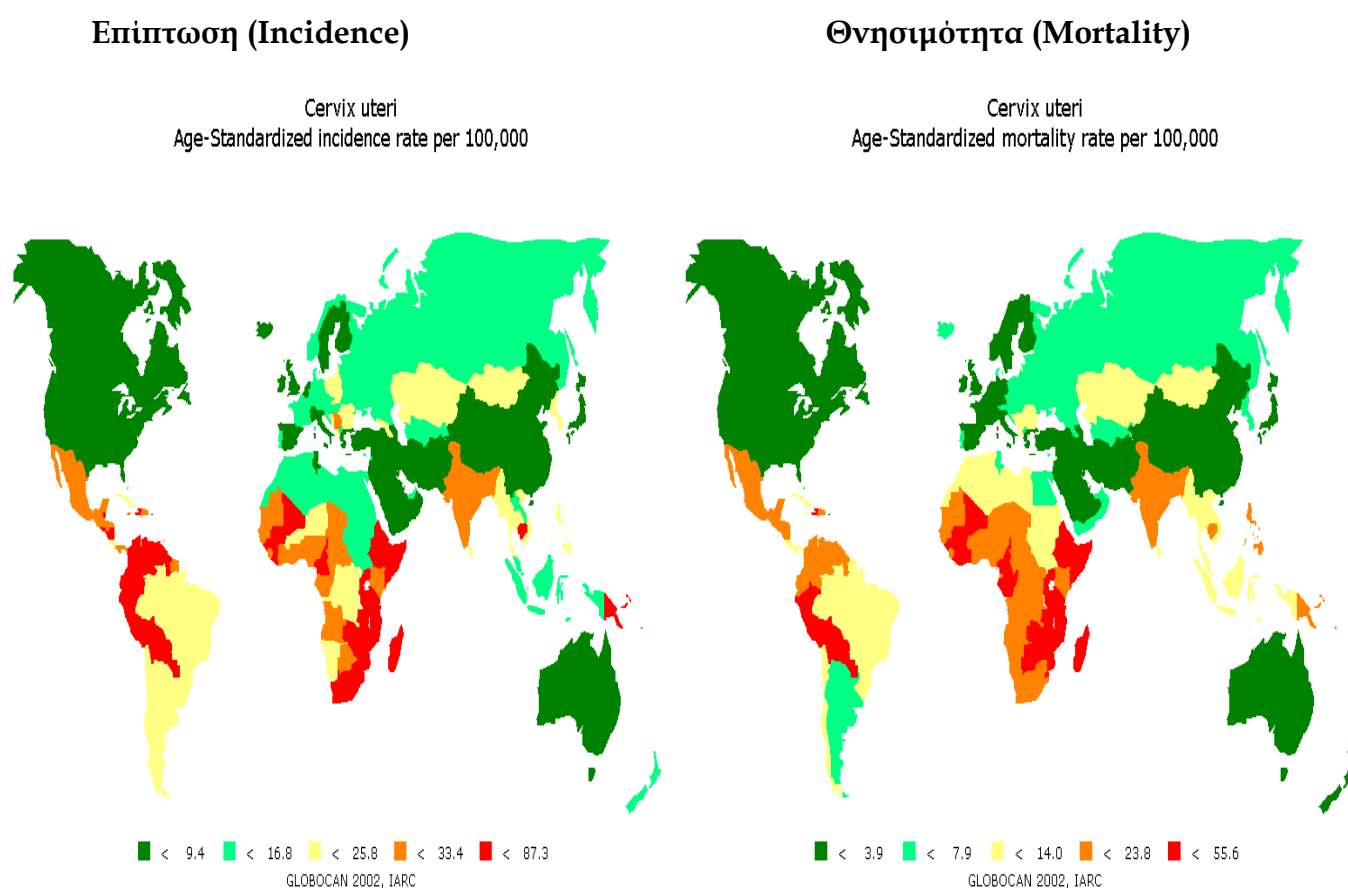 Επίπτωση (Incidence)
Cervix uteri
Age-Standardized incidence rate per 100,000
< 9.4 < 16.8 < 25.8 < 33.4 < 87.3
GLOBOCAN 2002, IARC
Θνησιμότητα (Mortality)
Cervix uteri
Age-Standardized mortality rate per 100,000
< 3.9 < 7.9 < 14.0 < 23.8 < 55.6
GLOBOCAN 2002, IARC